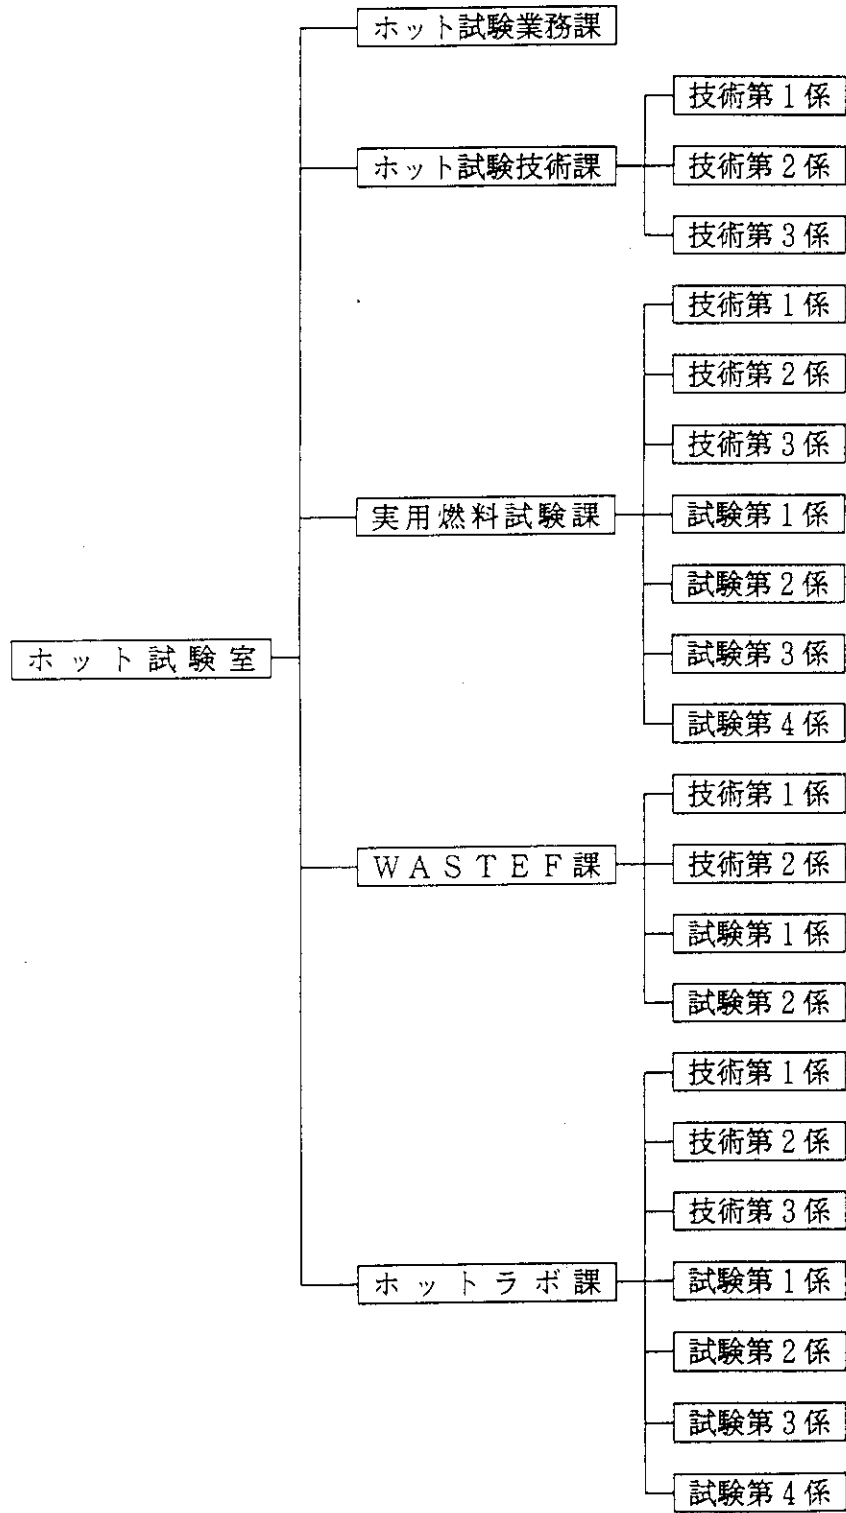 ホット試験業務課
技術第1係
ホット試験技術課
技術第2係
技術第3係
技術第1係
技術第2係
技術第3係
実用燃料試験課
試験第1係
試験第2係
ホット試験室
試験第3係
試験第4係
技術第1係
WASTEF課
技術第2係
試験第1係
試験第2係
技術第1係
技術第2係
技術第3係
ホットラボ課
試験第1係
試験第2係
試験第3係
試験第4係